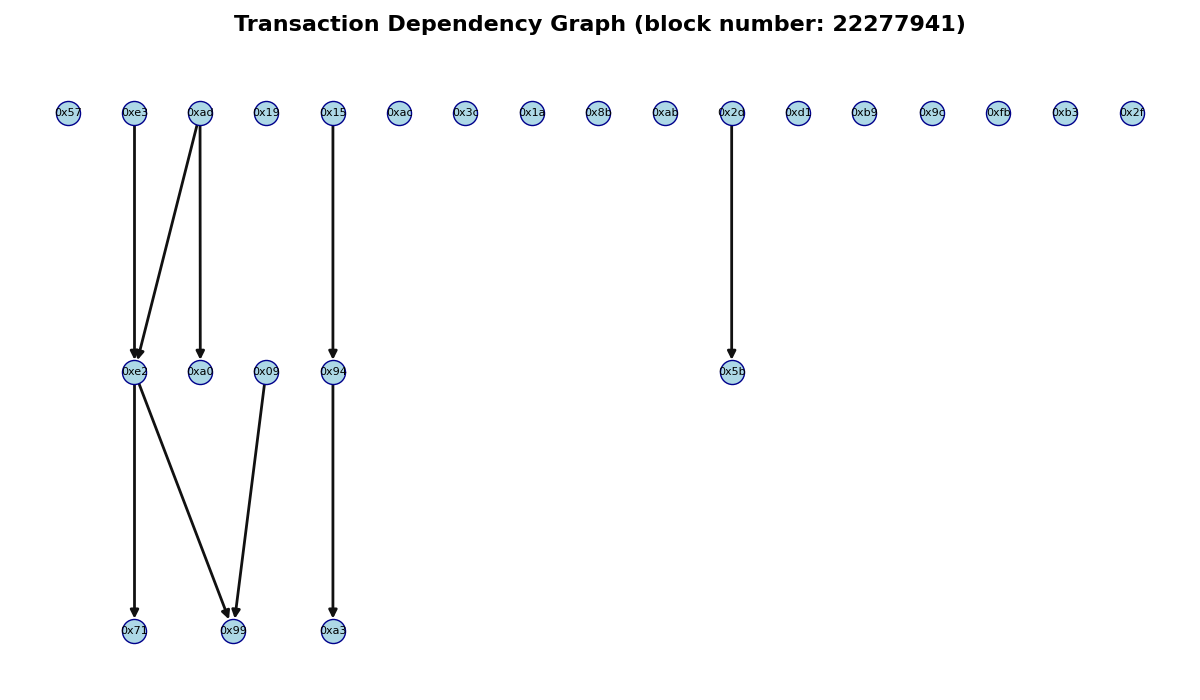 Transaction Dependency Graph (block number: 22277941)
0x57 0xe3 0xad 0x19 0x15 0xac 0x3c 0x1a 0x8b 0xab 0x2d 0xd1 0xb9 0x9c 0xfb 0xb3 0x2f
0xe2 0xa0 0x09 0x94 0x5b
0x71 0x99 0xa3